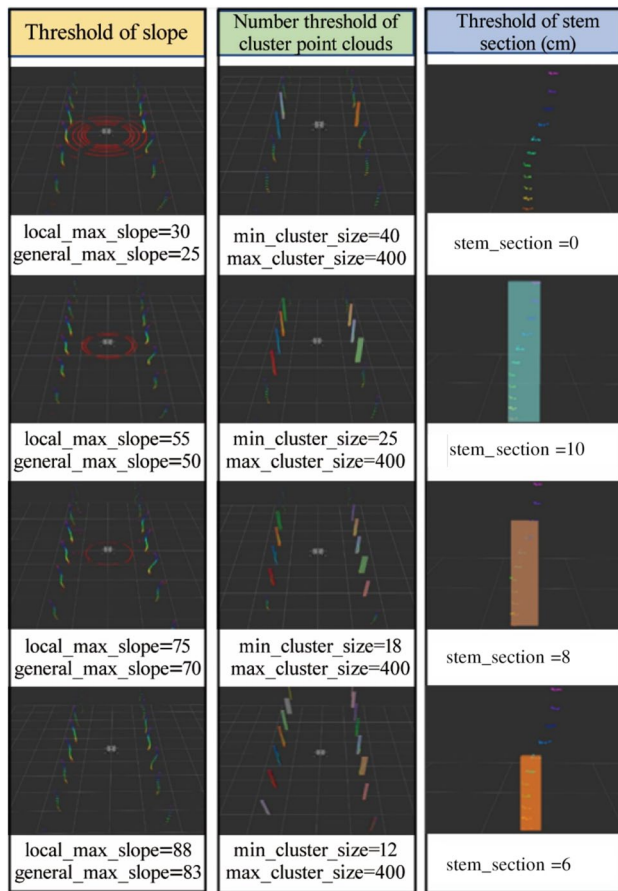 Threshold of slope
Number threshold of
cluster point clouds
Threshold of stem
section (cm)
local_max_slope=30
general_max_slope=25
min_cluster_size=40
max_cluster_size=400
stem_section =0
local_max_slope=55
general_max_slope=50
min_cluster_size=25
max_cluster_size=400
stem_section =10
local_max_slope=75
general_max_slope=70
min_cluster_size=18
max_cluster_size=400
stem_section =8
local_max_slope=88
general_max_slope=83
min_cluster_size=12
max_cluster_size=400
stem_section =6